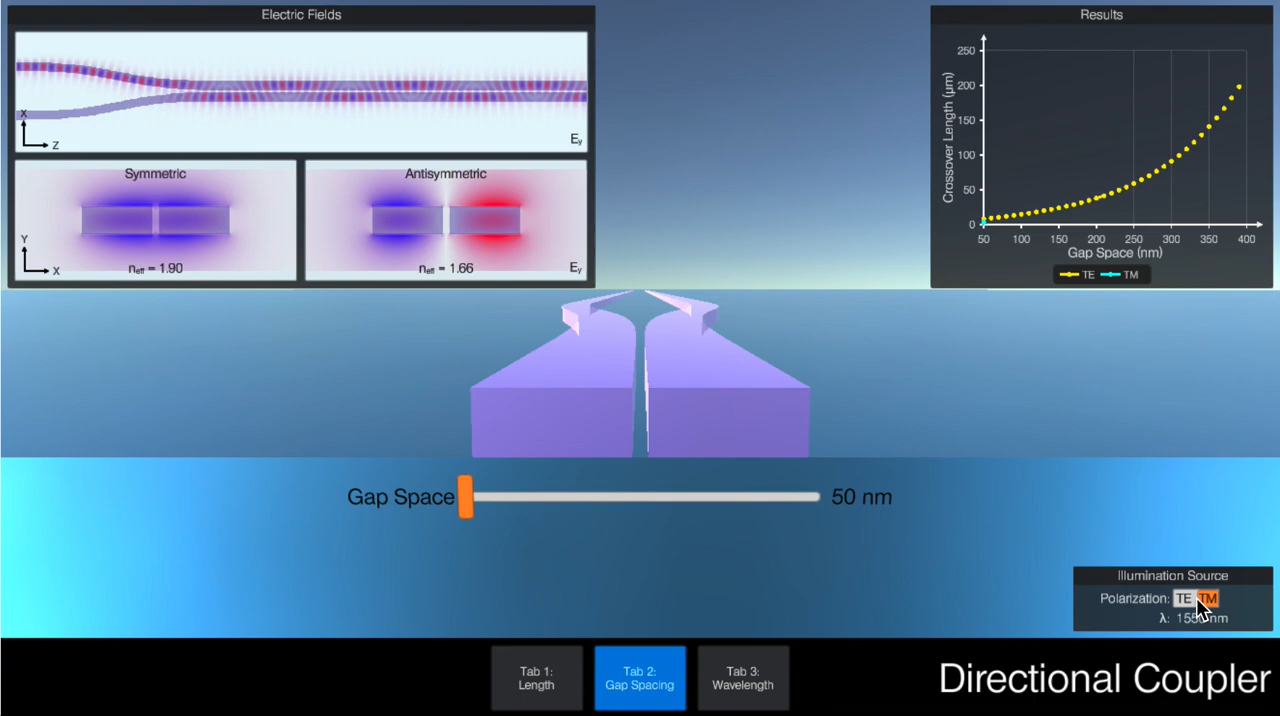 Electric Fields
X
Z
Ey
Symmetric
Y
X
neff = 1.90
Antisymmetric
neff = 1.66
Ey
Results
Crossover Length (μm)
250
200
150
100
50
0
50 100 150 200 250 300 350 400
Gap Space (nm)
TE TM
Gap Space 50 nm
Illumination Source
Polarization: TE TM
λ: nm
Tab 1:
Length
Tab 2:
Gap Spacing
Tab 3:
Wavelength
Directional Coupler